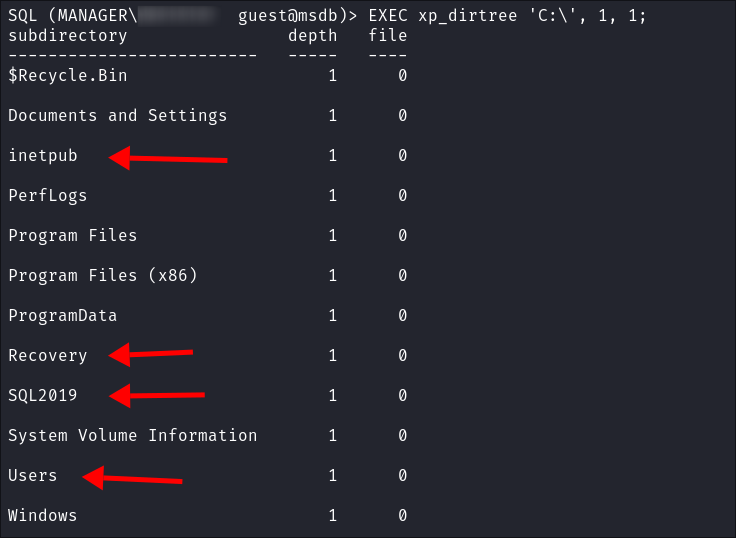 SQL (MANAGER\ guest@msdb)> EXEC xp_dirtree 'C:\', 1, 1;
subdirectory depth file
------------------------- ----- ----
$Recycle.Bin 1 0
Documents and Settings 1 0
inetpub 1 0
PerfLogs 1 0
Program Files 1 0
Program Files (x86) 1 0
ProgramData 1 0
Recovery 1 0
SQL2019 1 0
System Volume Information 1 0
Users 1 0
Windows 1 0